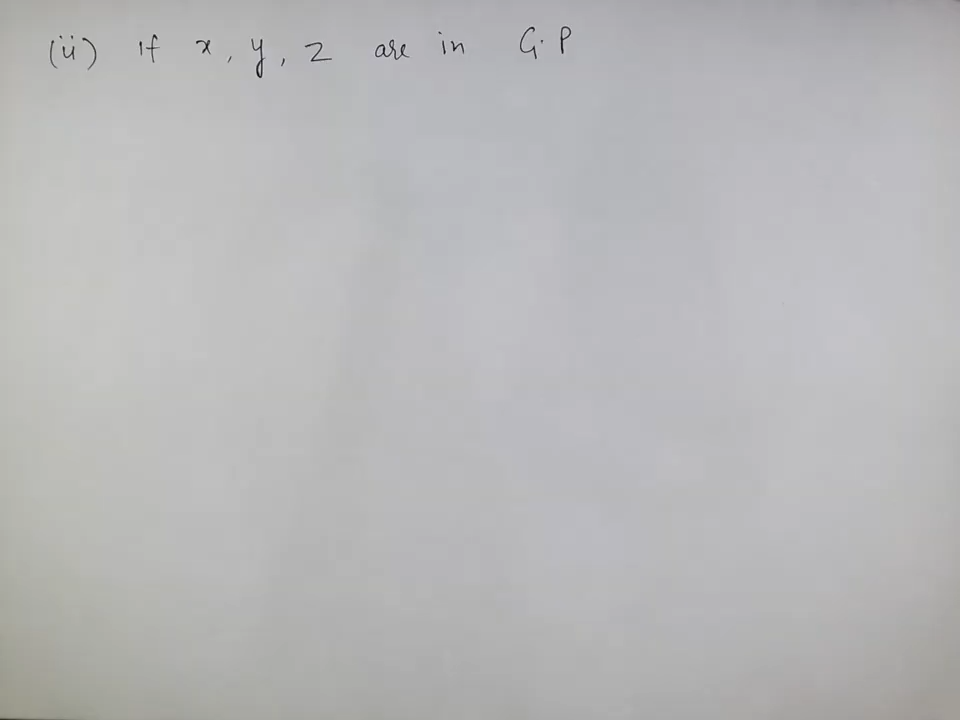 (ii) If x, y, z are in G.P